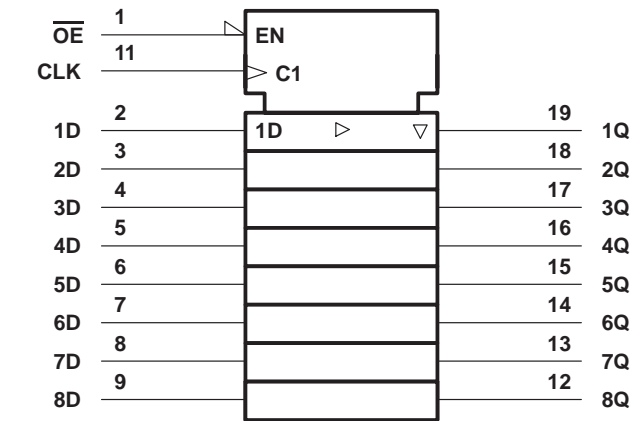 OE 1 EN
CLK 11 C1
1D 2 1D 19 1Q
2D 3 18 2Q
3D 4 17 3Q
4D 5 16 4Q
5D 6 15 5Q
6D 7 14 6Q
7D 8 13 7Q
8D 9 12 8Q